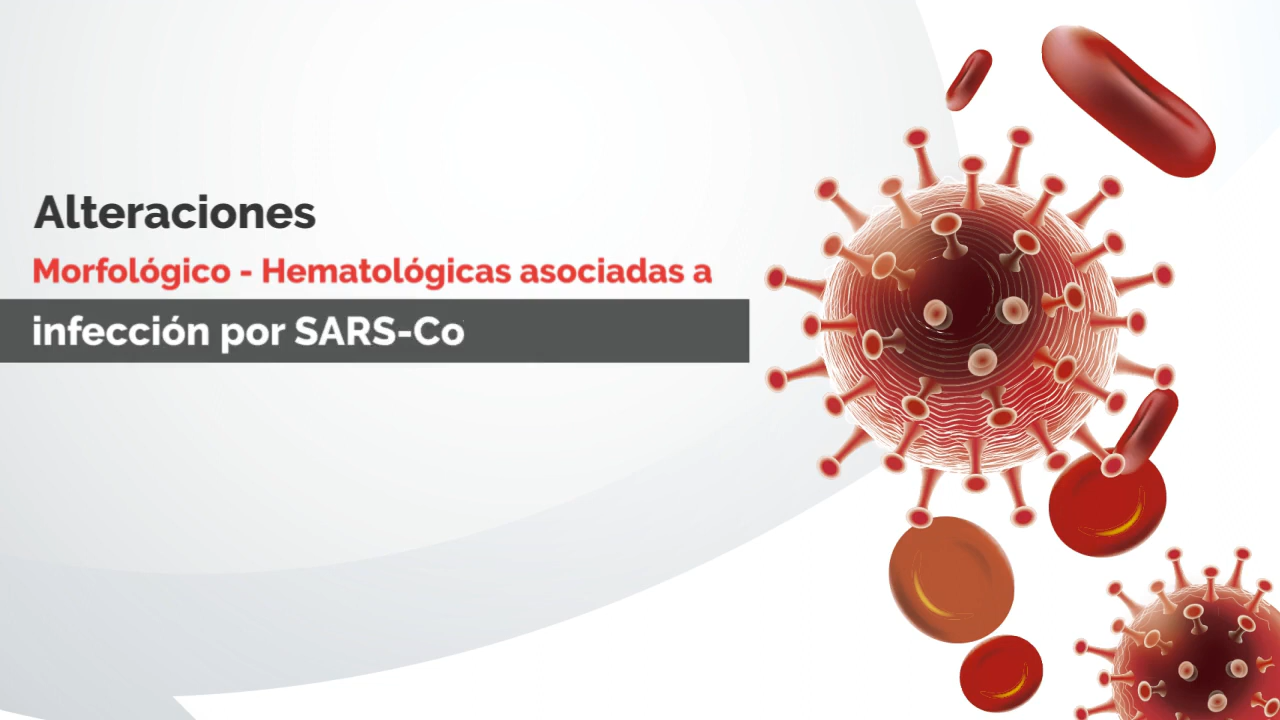 Alteraciones
Morfológico - Hematológicas asociadas a
infección por SARS-Co